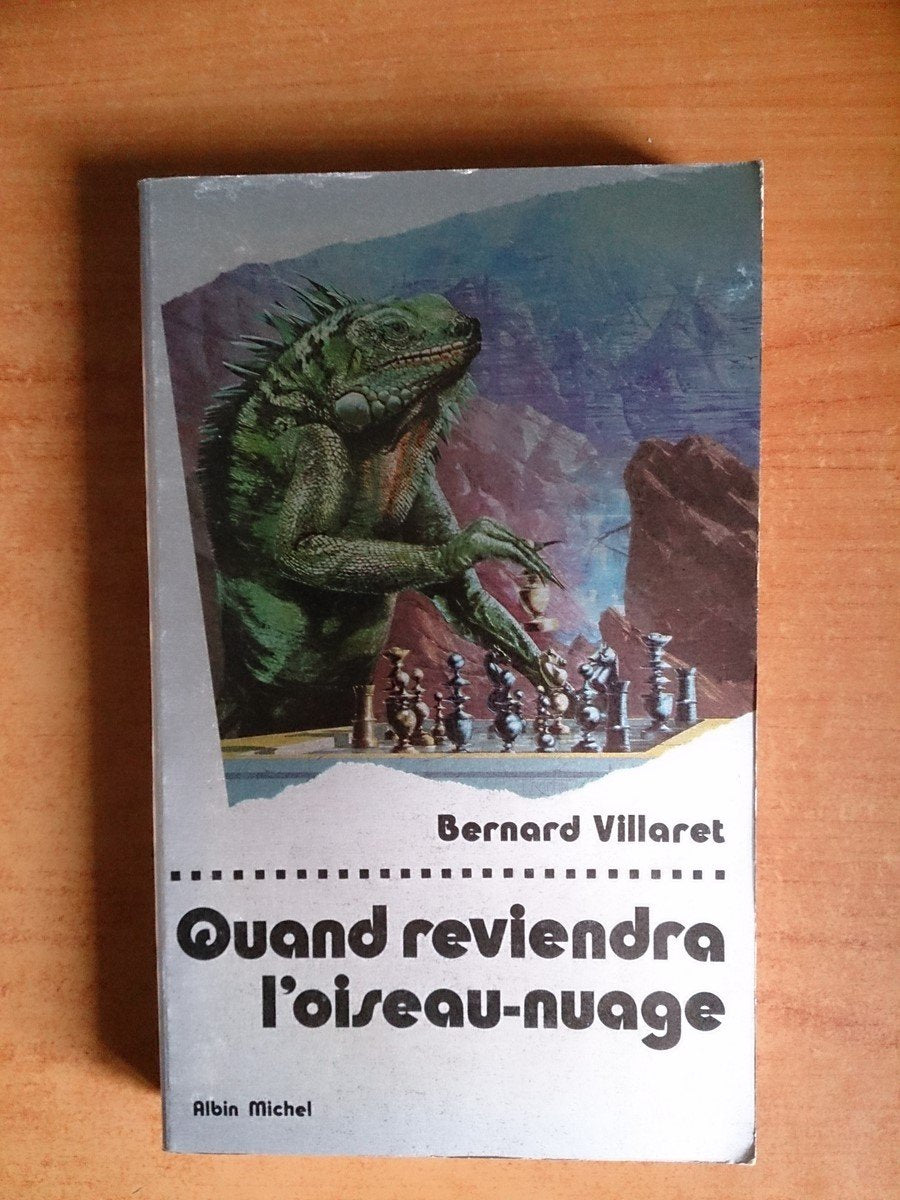 Bernard Villaret
Quand reviendra
l'oiseau-nuage
Albin Michel